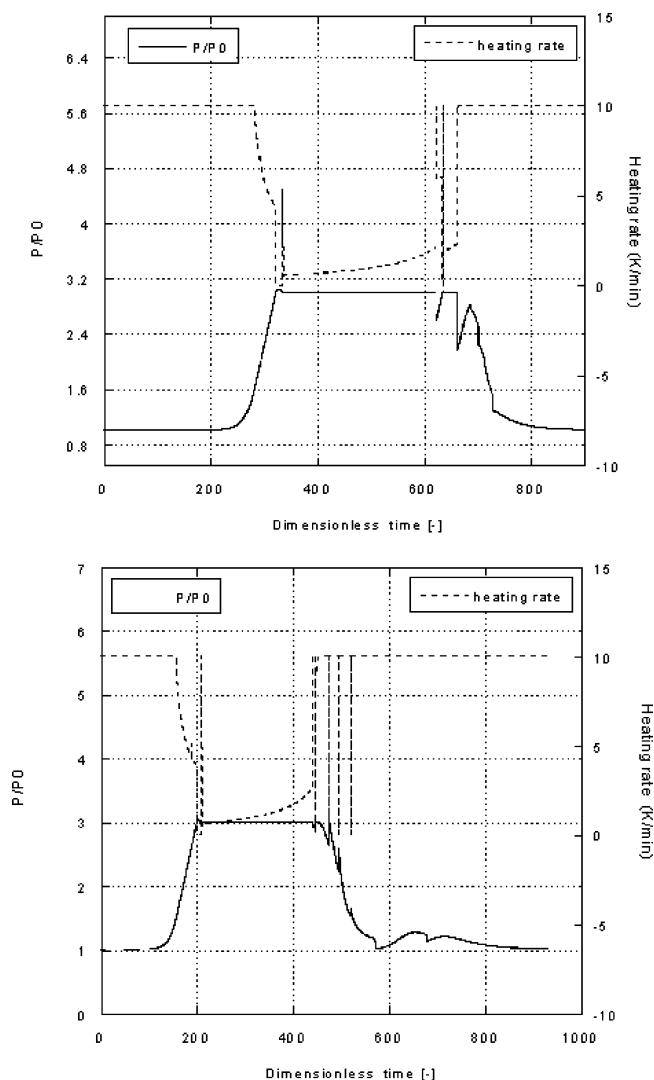 P/P0
heating rate
15
6.4
5.6
10
4.8
5
4
P/P0
Heating rate (K/min)
3.2
0
2.4
-5
1.6
0.8
-10
0 200 400 600 800
Dimensionless time [-]
7
15
P/P0
heating rate
6
10
5
5
4
P/P0
Heating rate (K/min)
3
0
2
-5
1
0
-10
0 200 400 600 800 1000
Dimensionless time [-]